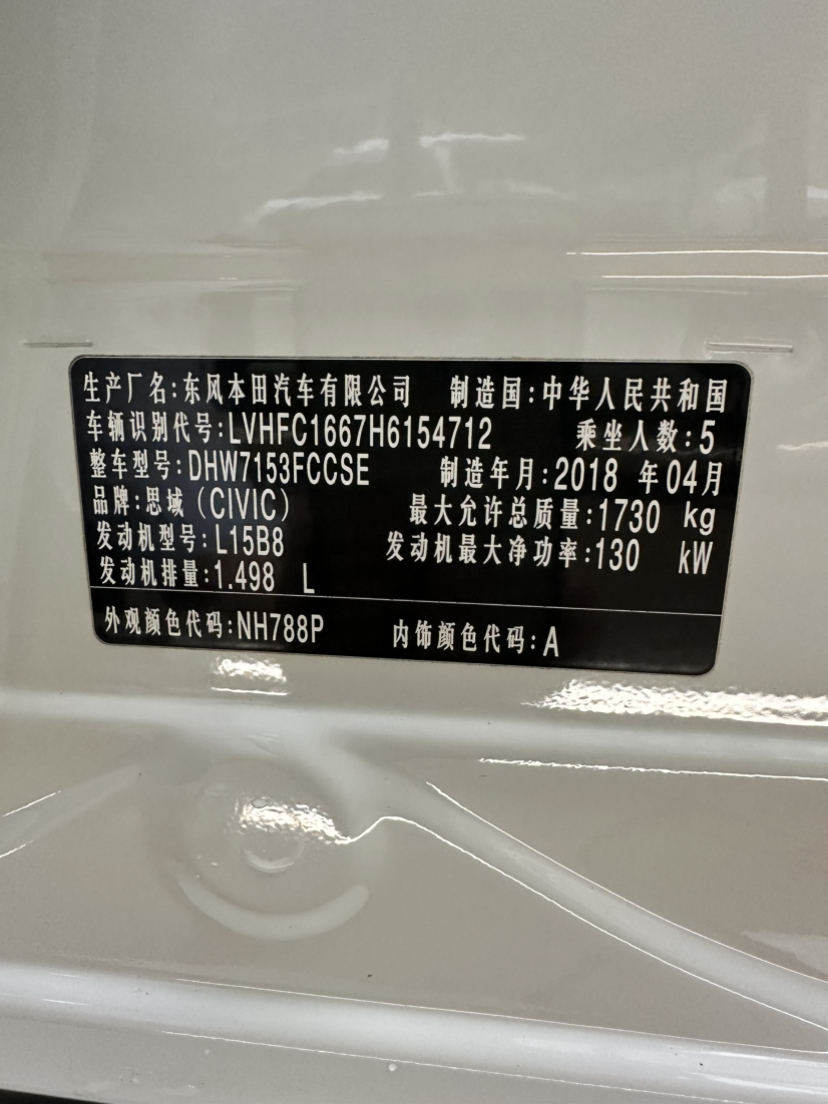 生产厂名:东风本田汽车有限公司 制造国:中华人民共和国
车辆识别代号:LVHFC1667H6154712 乘坐人数:5
整车型号:DHW7153FCCSE 制造年月:2018 年 04月
品牌:思域(CIVIC) 最大允许总质量:1730 kg
发动机型号:L15B8 发动机最大净功率:130 kW
发动机排量:1.498 L
外观颜色代码:NH788P 内饰颜色代码:A